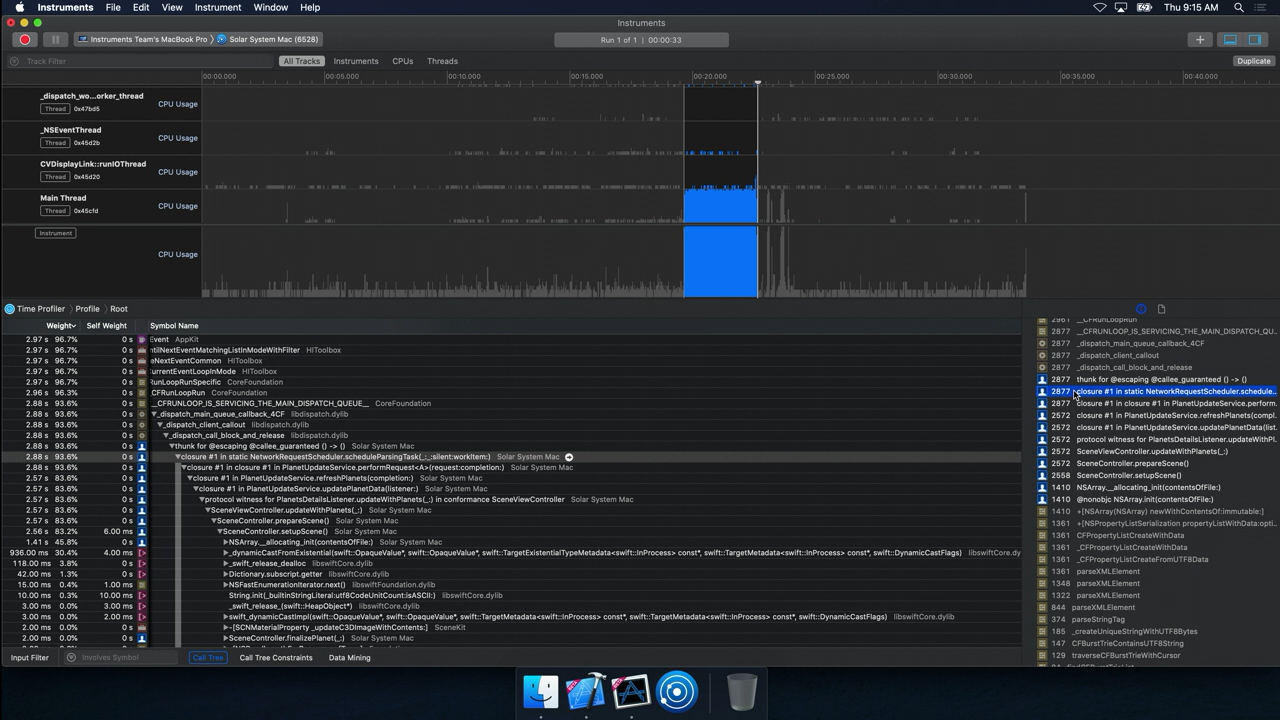 Instruments File Edit View Instrument Window Help Thu 9:15 AM
Instruments
Instruments Team's MacBook Pro Solar System Mac (6528) Run 1 of 1 | 00:00:33
Track Filter All Tracks Instruments CPUs Threads
00:00.000 00:05.000 00:10.000 00:15.000 00:20.000 00:25.000 00:30.000 00:35.000 00:40.000 Duplicate
_dispatch_wo...orker_thread
Thread 0x47bd5 CPU Usage
_NSEventThread
Thread 0x45d2b CPU Usage
CVDisplayLink::runIOThread
Thread 0x45d20 CPU Usage
Main Thread
Thread 0x45cfd CPU Usage
Instrument
CPU Usage
Time Profiler Profile Root
Weight Self Weight Symbol Name
2.97 s 96.7% 0 s Event AppKit
2.97 s 96.7% 0 s ntilNextEventMatchingListInModeWithFilter HIToolbox
2.97 s 96.7% 0 s eNextEventCommon HIToolbox
2.97 s 96.7% 0 s urrentEventLoopInMode HIToolbox
2.97 s 96.7% 0 s RunLoopRunSpecific CoreFoundation
2.96 s 96.3% 0 s CFRunLoopRun CoreFoundation
2.88 s 93.6% 0 s __CFRUNLOOP_IS_SERVICING_THE_MAIN_DISPATCH_QUEUE__ CoreFoundation
2.88 s 93.6% 0 s _dispatch_main_queue_callback_4CF libdispatch.dylib
2.88 s 93.6% 0 s _dispatch_client_callout libdispatch.dylib
2.88 s 93.6% 0 s _dispatch_call_block_and_release libdispatch.dylib
2.88 s 93.6% 0 s thunk for @escaping @callee_guaranteed () -> () Solar System Mac
2.88 s 93.6% 0 s closure #1 in static NetworkRequestScheduler.scheduleParsingTask(_:_:silent:workItem:) Solar System Mac
2.88 s 93.6% 0 s closure #1 in closure #1 in PlanetUpdateService.performRequest<A>(request:completion:) Solar System Mac
2.57 s 83.6% 0 s closure #1 in PlanetUpdateService.refreshPlanets(completion:) Solar System Mac
2.57 s 83.6% 0 s closure #1 in PlanetUpdateService.updatePlanetData(listener:) Solar System Mac
2.57 s 83.6% 0 s protocol witness for PlanetsDetailsListener.updateWithPlanets(_:) in conformance SceneViewController Solar System Mac
2.57 s 83.6% 0 s SceneViewController.updateWithPlanets(_:) Solar System Mac
2.57 s 83.6% 0 s SceneController.prepareScene() Solar System Mac
2.56 s 83.2% 6.00 ms SceneController.setupScene() Solar System Mac
1.41 s 45.8% 0 s NSArray.__allocating_init(contentsOfFile:) Solar System Mac
936.00 ms 30.4% 4.00 ms _dynamicCastFromExistential(swift::OpaqueValue*, swift::OpaqueValue*, swift::TargetExistentialTypeMetadata<swift::InProcess> const*, swift::TargetMetadata<swift::InProcess> const*, swift::DynamicCastFlags) libswiftCore.dy
118.00 ms 3.8% 0 s _swift_release_dealloc libswiftCore.dylib
42.00 ms 1.3% 0 s Dictionary.subscript.getter libswiftCore.dylib
15.00 ms 0.4% 0 s NSFastEnumerationIterator.next() libswiftFoundation.dylib
10.00 ms 0.3% 10.00 ms String.init(_builtinStringLiteral:utf8CodeUnitCount:isASCII:) libswiftCore.dylib
3.00 ms 0.0% 3.00 ms _swift_release_(swift::HeapObject*) libswiftCore.dylib
3.00 ms 0.0% 2.00 ms swift_dynamicCastImpl(swift::OpaqueValue*, swift::OpaqueValue*, swift::TargetMetadata<swift::InProcess> const*, swift::TargetMetadata<swift::InProcess> const*, swift::DynamicCastFlags) libswiftCore.dylib
2.00 ms 0.0% 0 s -[SCNMaterialProperty _updateC3DImageWithContents:] SceneKit
2.00 ms 0.0% 0 s SceneController.finalizePlanet(_:) Solar System Mac
Input Filter Involves Symbol Call Tree Call Tree Constraints Data Mining
2961 __CFRunLoopRun
2877 __CFRUNLOOP_IS_SERVICING_THE_MAIN_DISPATCH_QU...
2877 _dispatch_main_queue_callback_4CF
2877 _dispatch_client_callout
2877 _dispatch_call_block_and_release
2877 thunk for @escaping @callee_guaranteed () -> ()
2877 closure #1 in static NetworkRequestScheduler.schedule...
2877 closure #1 in closure #1 in PlanetUpdateService.perform...
2572 closure #1 in PlanetUpdateService.refreshPlanets(compl...
2572 closure #1 in PlanetUpdateService.updatePlanetData(list...
2572 protocol witness for PlanetsDetailsListener.updateWithPl...
2572 SceneViewController.updateWithPlanets(_:)
2572 SceneController.prepareScene()
2558 SceneController.setupScene()
1410 NSArray.__allocating_init(contentsOfFile:)
1410 @nonobjc NSArray.init(contentsOfFile:)
1410 +[NSArray(NSArray) newWithContentsOf:immutable:]
1361 +[NSPropertyListSerialization propertyListWithData:opti...
1361 CFPropertyListCreateWithData
1361 _CFPropertyListCreateWithData
1361 _CFPropertyListCreateFromUTF8Data
1361 parseXMLElement
1348 parseXMLElement
1322 parseXMLElement
844 parseXMLElement
374 parseStringTag
185 _createUniqueStringWithUTF8Bytes
147 CFBurstTrieContainsUTF8String
129 traverseCFBurstTrieWithCursor